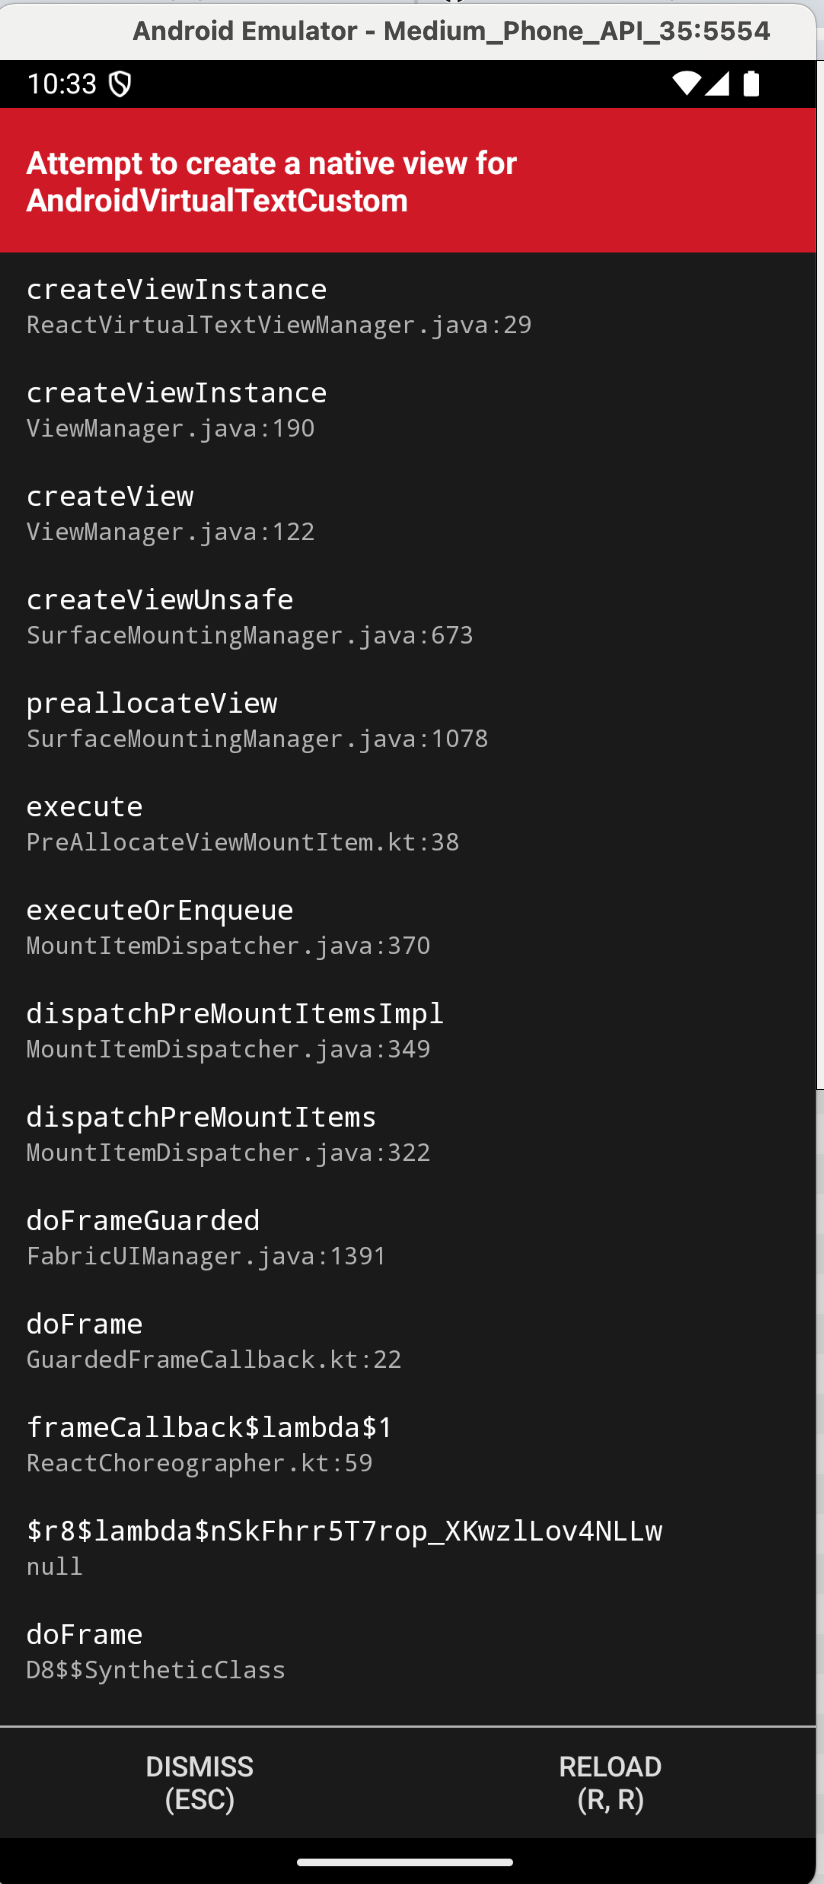 Android Emulator - Medium_Phone_API_35:5554
10:33
Attempt to create a native view for
AndroidVirtualTextCustom
createViewInstance
ReactVirtualTextViewManager.java:29
createViewInstance
ViewManager.java:190
createView
ViewManager.java:122
createViewUnsafe
SurfaceMountingManager.java:673
preallocateView
SurfaceMountingManager.java:1078
execute
PreAllocateViewMountItem.kt:38
executeOrEnqueue
MountItemDispatcher.java:370
dispatchPreMountItemsImpl
MountItemDispatcher.java:349
dispatchPreMountItems
MountItemDispatcher.java:322
doFrameGuarded
FabricUIManager.java:1391
doFrame
GuardedFrameCallback.kt:22
frameCallback$lambda$1
ReactChoreographer.kt:59
$r8$lambda$nSkFhrr5T7rop_XKwzlLov4NLLw
null
doFrame
D8$$SyntheticClass
DISMISS
(ESC)
RELOAD
(R, R)